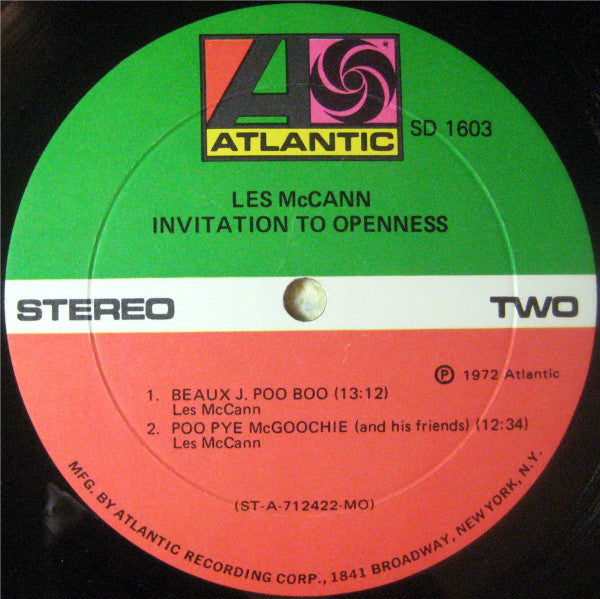 A
ATLANTIC
SD 1603
LES McCANN
INVITATION TO OPENNESS
STEREO
TWO
℗ 1972 Atlantic
1. BEAUX J. POO BOO (13:12)
Les McCann
2. POO PYE McGOOCHIE (and his friends) (12:34)
Les McCann
(ST-A-712422-MO)
MFG. BY ATLANTIC RECORDING CORP., 1841 BROADWAY, NEW YORK, N.Y.